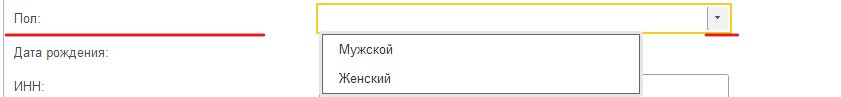 Пол:
Мужской
Дата рождения:
Женский
ИНН: